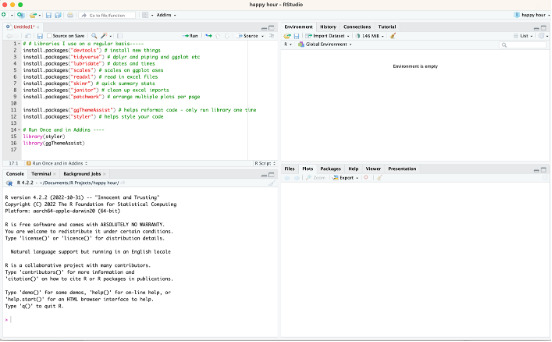 happy hour - RStudio
Go to file/function
Addins
happy hour
Untitled1*
Source on Save
Run
Source
1 # # Libraries I use on a regular basis-----
2 install.packages("devtools") # install new things
3 install.packages("tidyverse") # dplyr and piping and ggplot etc
4 install.packages("lubridate") # dates and times
5 install.packages("scales") # scales on ggplot axes
6 install.packages("readxl") # read in excel files
7 install.packages("skimr") # quick summary stats
8 install.packages("janitor") # clean up excel imports
9 install.packages("patchwork") # arrange multiple plots per page
10
11 install.packages("ggThemeAssist") # helps reformat code - only run library one time
12 install.packages("styler") # helps style your code
13
14 # Run Once and in Addins ----
15 library(styler)
16 library(ggThemeAssist)
17
17:1
Run Once and in Addins
R Script
Console Terminal Background Jobs
R 4.2.2 · ~/Documents/R Projects/happy hour/
R version 4.2.2 (2022-10-31) -- "Innocent and Trusting"
Copyright (C) 2022 The R Foundation for Statistical Computing
Platform: aarch64-apple-darwin20 (64-bit)
R is free software and comes with ABSOLUTELY NO WARRANTY.
You are welcome to redistribute it under certain conditions.
Type 'license()' or 'licence()' for distribution details.
Natural language support but running in an English locale
R is a collaborative project with many contributors.
Type 'contributors()' for more information and
'citation()' on how to cite R or R packages in publications.
Type 'demo()' for some demos, 'help()' for on-line help, or
'help.start()' for an HTML browser interface to help.
Type 'q()' to quit R.
>
Environment History Connections Tutorial
Import Dataset
146 MiB
List
R
Global Environment
Environment is empty
Files Plots Packages Help Viewer Presentation
Zoom
Export